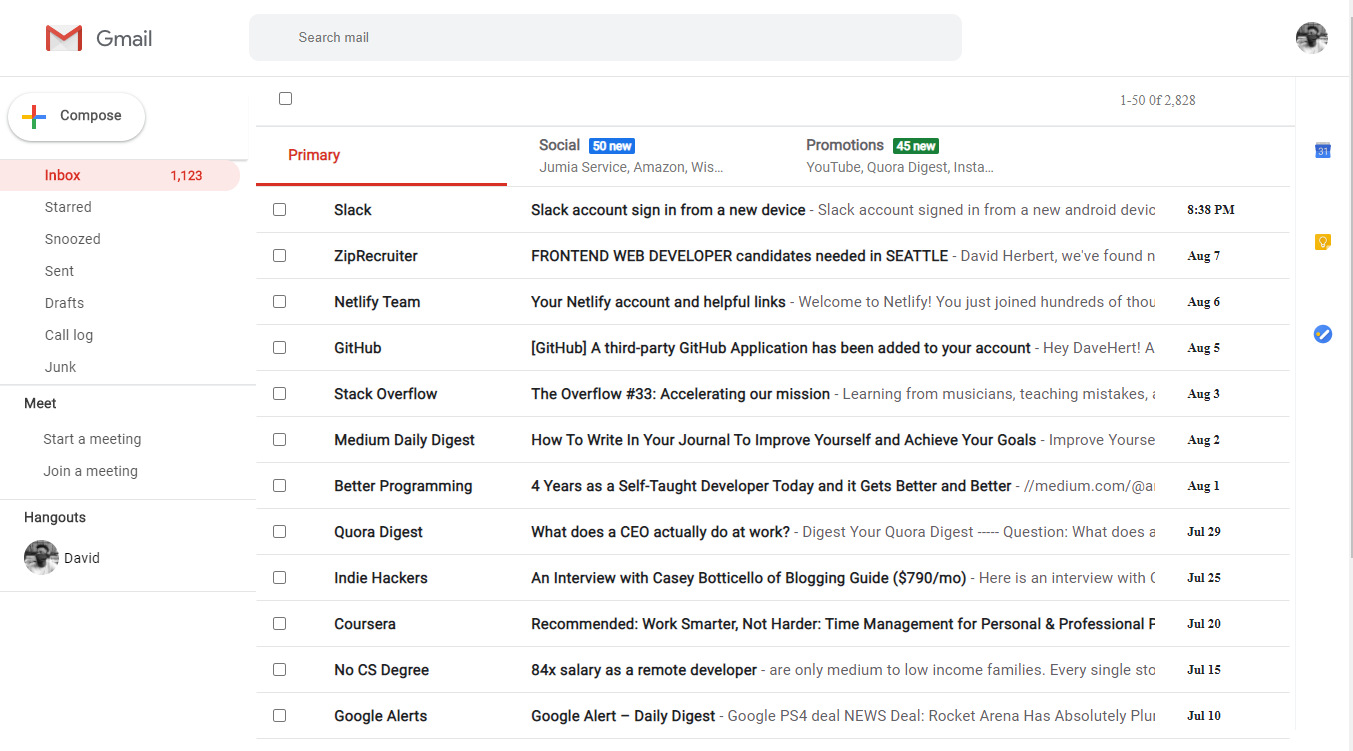 Gmail
Search mail
Compose
1-50 0f 2,828
Primary
Social 50 new
Jumia Service, Amazon, Wis...
Promotions 45 new
YouTube, Quora Digest, Insta...
31
Inbox 1,123
Starred
Snoozed
Sent
Drafts
Call log
Junk
Meet
Start a meeting
Join a meeting
Hangouts
David
Slack Slack account sign in from a new device - Slack account signed in from a new android devic 8:38 PM
ZipRecruiter FRONTEND WEB DEVELOPER candidates needed in SEATTLE - David Herbert, we've found n Aug 7
Netlify Team Your Netlify account and helpful links - Welcome to Netlify! You just joined hundreds of thou Aug 6
GitHub [GitHub] A third-party GitHub Application has been added to your account - Hey DaveHert! A Aug 5
Stack Overflow The Overflow #33: Accelerating our mission - Learning from musicians, teaching mistakes, Aug 3
Medium Daily Digest How To Write In Your Journal To Improve Yourself and Achieve Your Goals - Improve Yourse Aug 2
Better Programming 4 Years as a Self-Taught Developer Today and it Gets Better and Better - //medium.com/@a Aug 1
Quora Digest What does a CEO actually do at work? - Digest Your Quora Digest ----- Question: What does a Jul 29
Indie Hackers An Interview with Casey Botticello of Blogging Guide ($790/mo) - Here is an interview with Jul 25
Coursera Recommended: Work Smarter, Not Harder: Time Management for Personal & Professional Jul 20
No CS Degree 84x salary as a remote developer - are only medium to low income families. Every single sto Jul 15
Google Alerts Google Alert – Daily Digest - Google PS4 deal NEWS Deal: Rocket Arena Has Absolutely Plu Jul 10